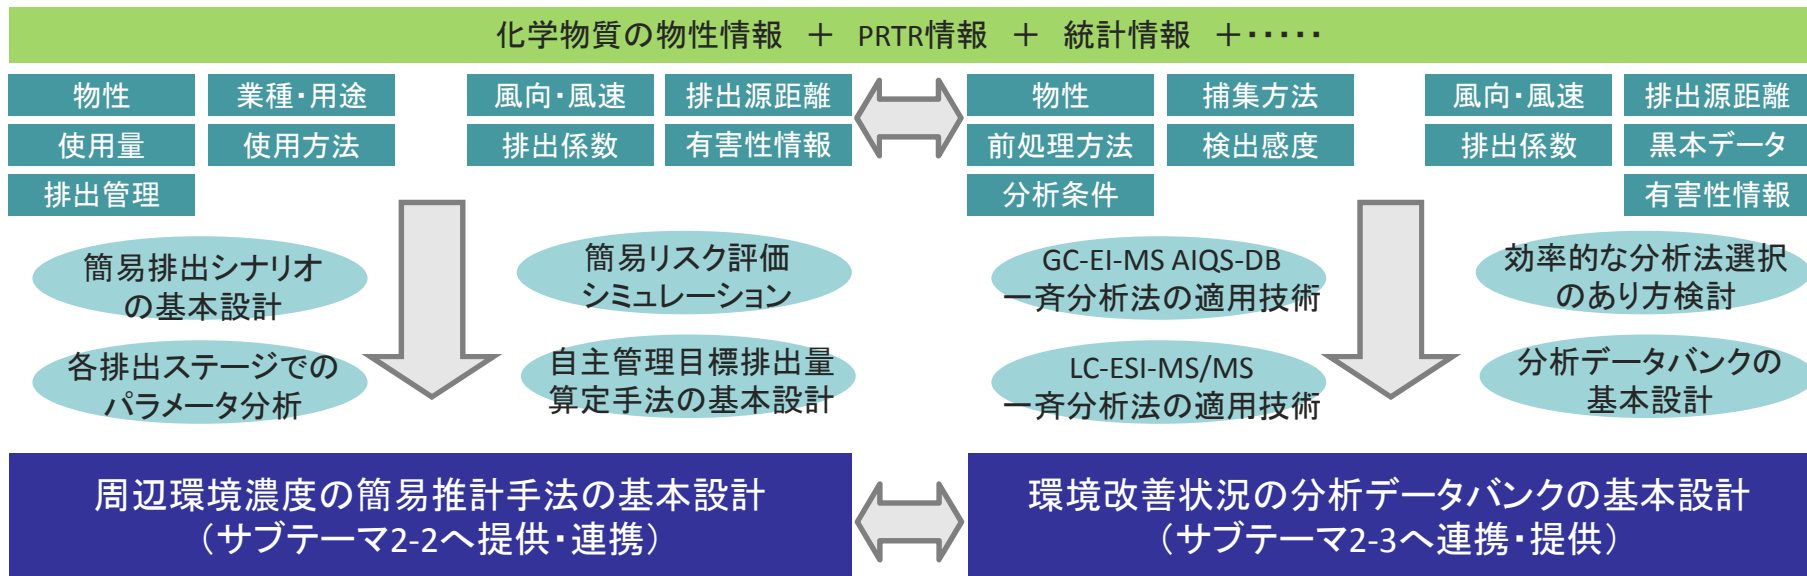 化学物質の物性情報 ＋ PRTR情報 ＋ 統計情報 ＋・・・・・
物性
業種・用途
使用量
使用方法
排出管理
風向・風速
排出源距離
排出係数
有害性情報
物性
捕集方法
前処理方法
検出感度
分析条件
風向・風速
排出源距離
排出係数
黒本データ
有害性情報
簡易排出シナリオ
の基本設計
簡易リスク評価
シミュレーション
各排出ステージでの
パラメータ分析
自主管理目標排出量
算定手法の基本設計
GC-EI-MS AIQS-DB
一斉分析法の適用技術
効率的な分析法選択
のあり方検討
LC-ESI-MS/MS
一斉分析法の適用技術
分析データバンクの
基本設計
周辺環境濃度の簡易推計手法の基本設計
（サブテーマ2-2へ提供・連携）
環境改善状況の分析データバンクの基本設計
（サブテーマ2-3へ連携・提供）